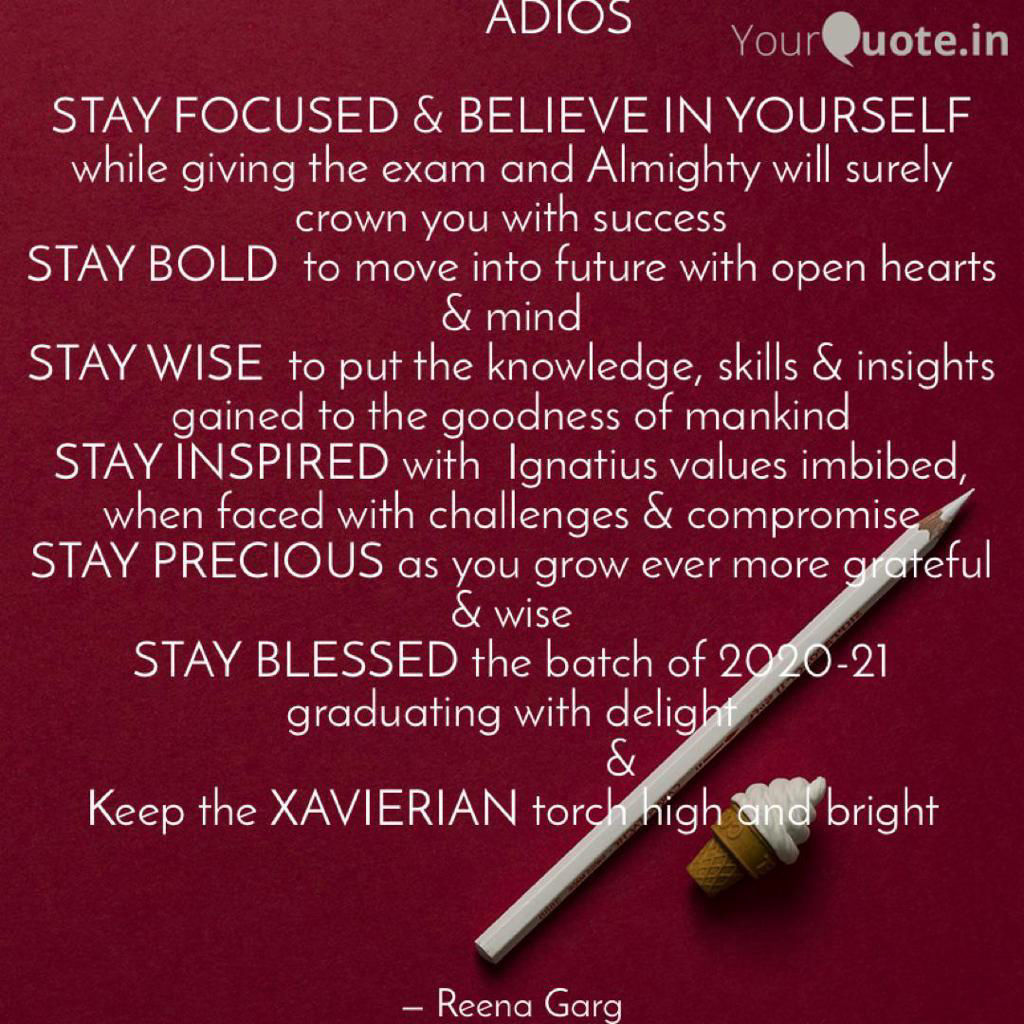 ADIOS
YourQuote.in
STAY FOCUSED & BELIEVE IN YOURSELF
while giving the exam and Almighty will surely
crown you with success
STAY BOLD to move into future with open hearts
& mind
STAY WISE to put the knowledge, skills & insights
gained to the goodness of mankind
STAY INSPIRED with Ignatius values imbibed,
when faced with challenges & compromise
STAY PRECIOUS as you grow ever more grateful
& wise
STAY BLESSED the batch of 2020-21
graduating with delight
&
Keep the XAVIERIAN torch high and bright
— Reena Garg